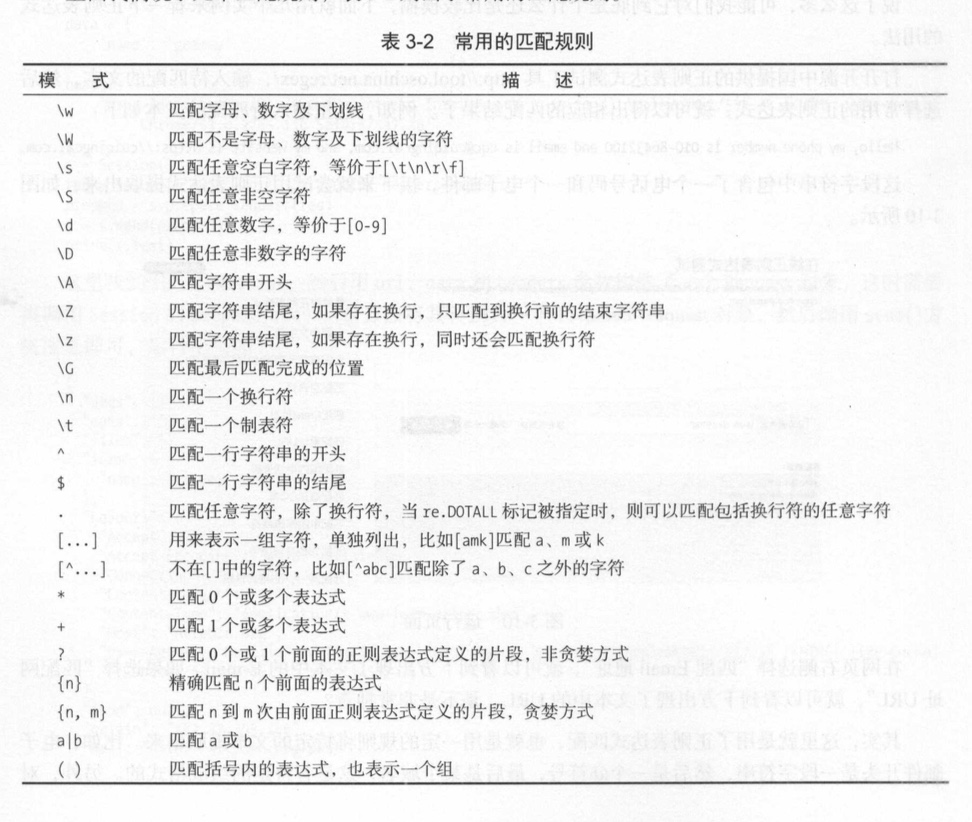 表 3-2 常用的匹配规则
模 式 描 述
\w 匹配字母、数字及下划线
\W 匹配不是字母、数字及下划线的字符
\s 匹配任意空白字符，等价于[\t\n\r\f]
\S 匹配任意非空字符
\d 匹配任意数字，等价于[0-9]
\D 匹配任意非数字的字符
\A 匹配字符串开头
\Z 匹配字符串结尾，如果存在换行，只匹配到换行前的结束字符串
\z 匹配字符串结尾，如果存在换行，同时还会匹配换行符
\G 匹配最后匹配完成的位置
\n 匹配一个换行符
\t 匹配一个制表符
^ 匹配一行字符串的开头
$ 匹配一行字符串的结尾
. 匹配任意字符，除了换行符，当 re.DOTALL 标记被指定时，则可以匹配包括换行符的任意字符
[...] 用来表示一组字符，单独列出，比如[amk]匹配 a、m 或 k
[^...] 不在[]中的字符，比如[^abc]匹配除了 a、b、c 之外的字符
* 匹配 0 个或多个表达式
+ 匹配 1 个或多个表达式
? 匹配 0 个或 1 个前面的正则表达式定义的片段，非贪婪方式
{n} 精确匹配 n 个前面的表达式
{n, m} 匹配 n 到 m 次由前面正则表达式定义的片段，贪婪方式
a|b 匹配 a 或 b
( ) 匹配括号内的表达式，也表示一个组